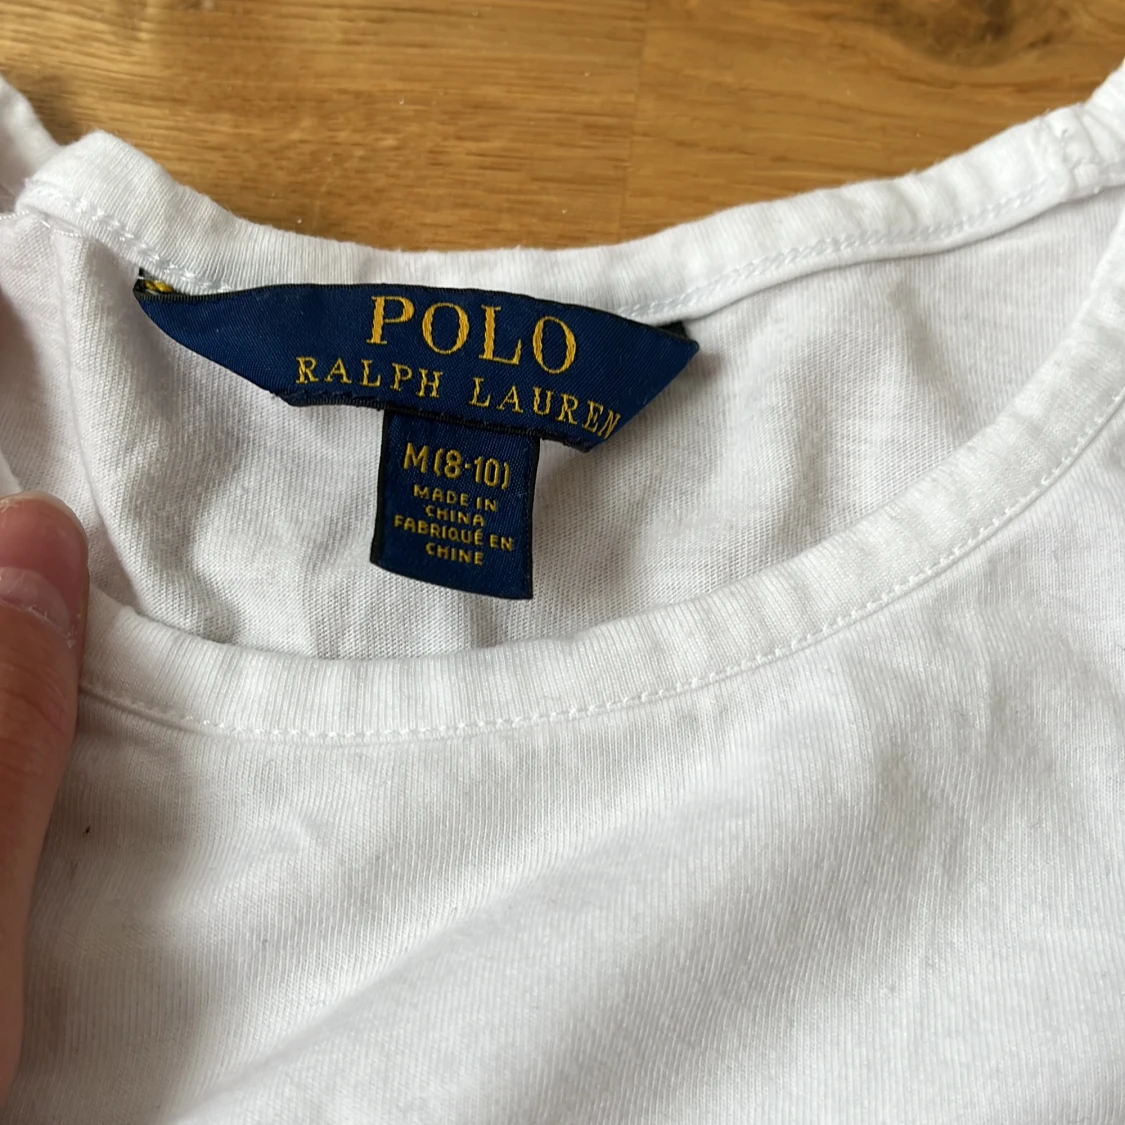 POLO
RALPH LAUREN
M(8-10)
MADE IN
CHINA
FABRIQUÉ EN
CHINE